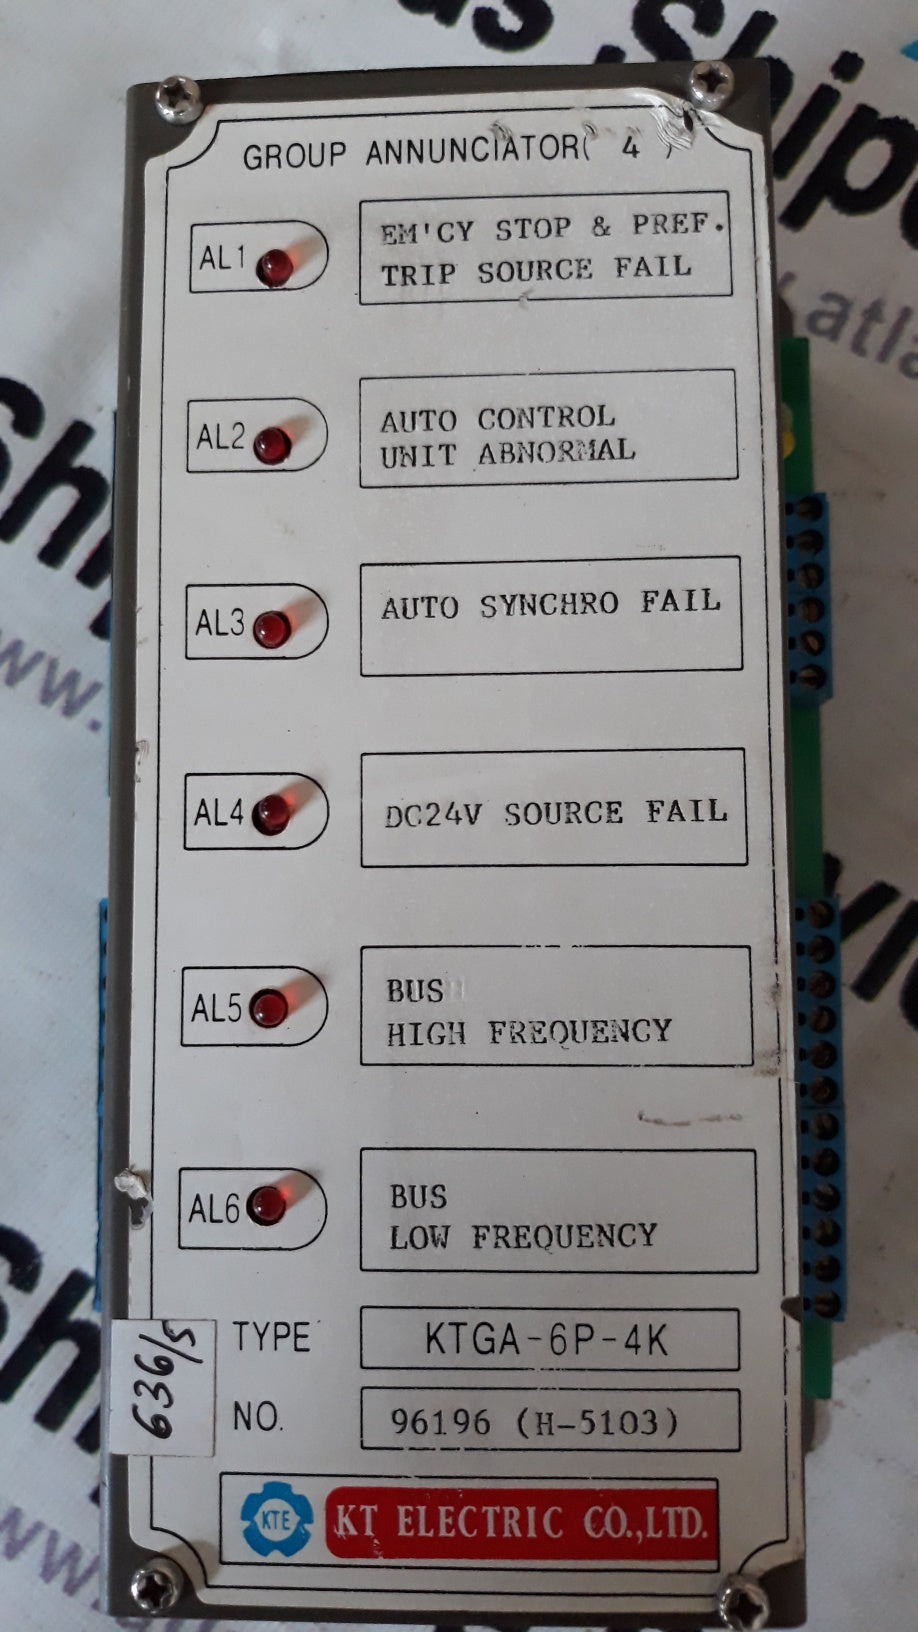 GROUP ANNUNCIATOR( 4 )
AL1
EM'CY STOP & PREF.
TRIP SOURCE FAIL
AL2
AUTO CONTROL
UNIT ABNORMAL
AL3
AUTO SYNCHRO FAIL
AL4
DC24V SOURCE FAIL
AL5
BUS
HIGH FREQUENCY
AL6
BUS
LOW FREQUENCY
TYPE KTGA-6P-4K
NO. 96196 (H-5103)
636/5
KTE KT ELECTRIC CO.,LTD.